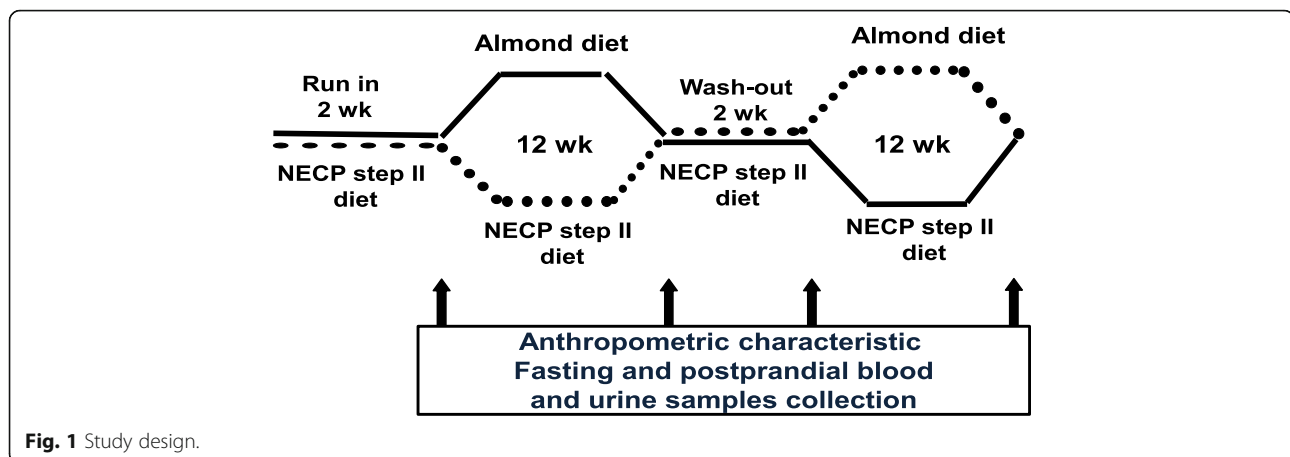 Almond diet
Almond diet
Run in
2 wk
Wash-out
2 wk
12 wk
12 wk
NECP step II
diet
NECP step II
diet
NECP step II
diet
NECP step II
diet
Anthropometric characteristic
Fasting and postprandial blood
and urine samples collection
Fig. 1 Study design.